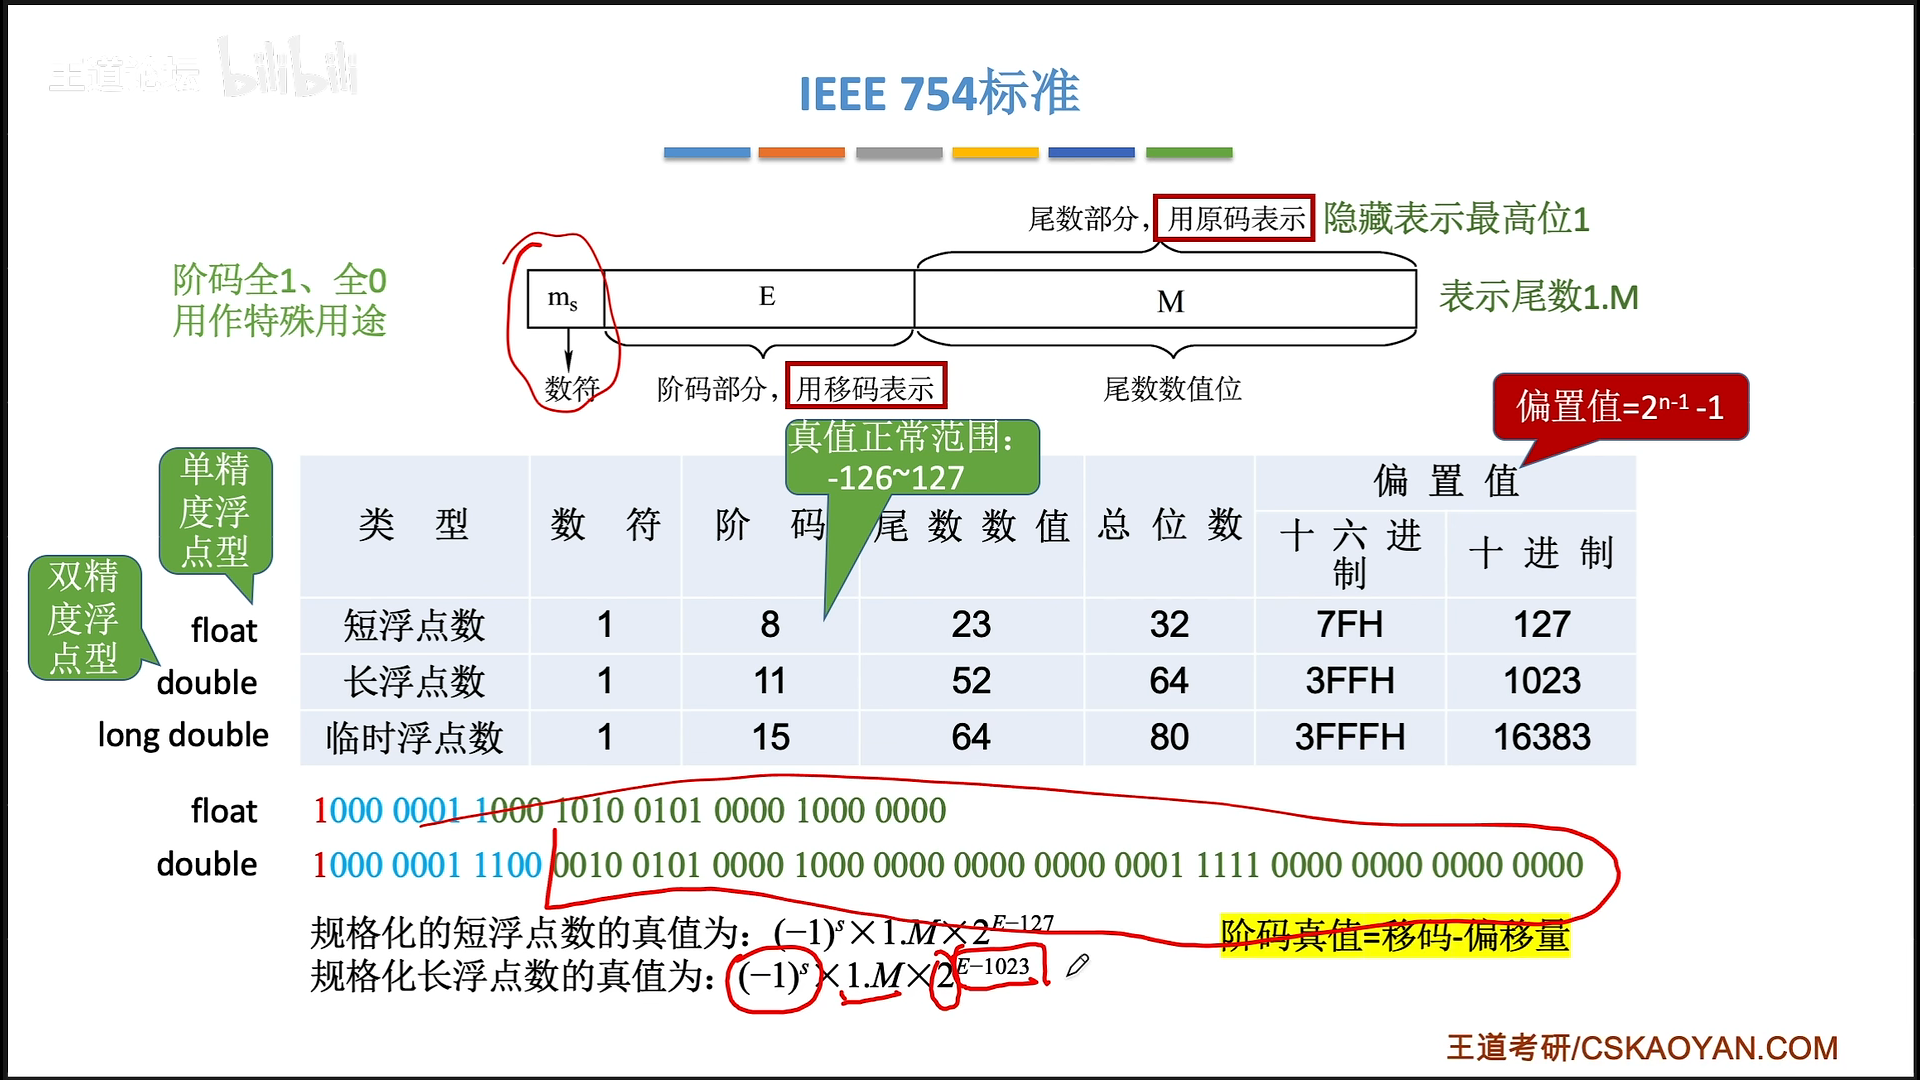 王道论坛 bilibili
IEEE 754标准
尾数部分，用原码表示 隐藏表示最高位1
阶码全1、全0
用作特殊用途
mₛ E M
表示尾数1.M
数符 阶码部分，用移码表示 尾数数值位
偏置值=2ⁿ⁻¹ -1
真值正常范围：
-126~127
单精
度浮
点型
双精
度浮
点型
类 型 数 符 阶 码 尾数数值 总位数 偏置值
十六进制 十进制
float 短浮点数 1 8 23 32 7FH 127
double 长浮点数 1 11 52 64 3FFH 1023
long double 临时浮点数 1 15 64 80 3FFFH 16383
float 1000 0001 1000 1010 0101 0000 1000 0000
double 1000 0001 1100 0010 0101 0000 1000 0000 0000 0000 0001 1111 0000 0000 0000 0000
规格化的短浮点数的真值为：(−1)ˢ×1.M×2^E−127
阶码真值=移码-偏移量
规格化长浮点数的真值为：(−1)ˢ×1.M×2^E−1023
王道考研/CSKAOYAN.COM